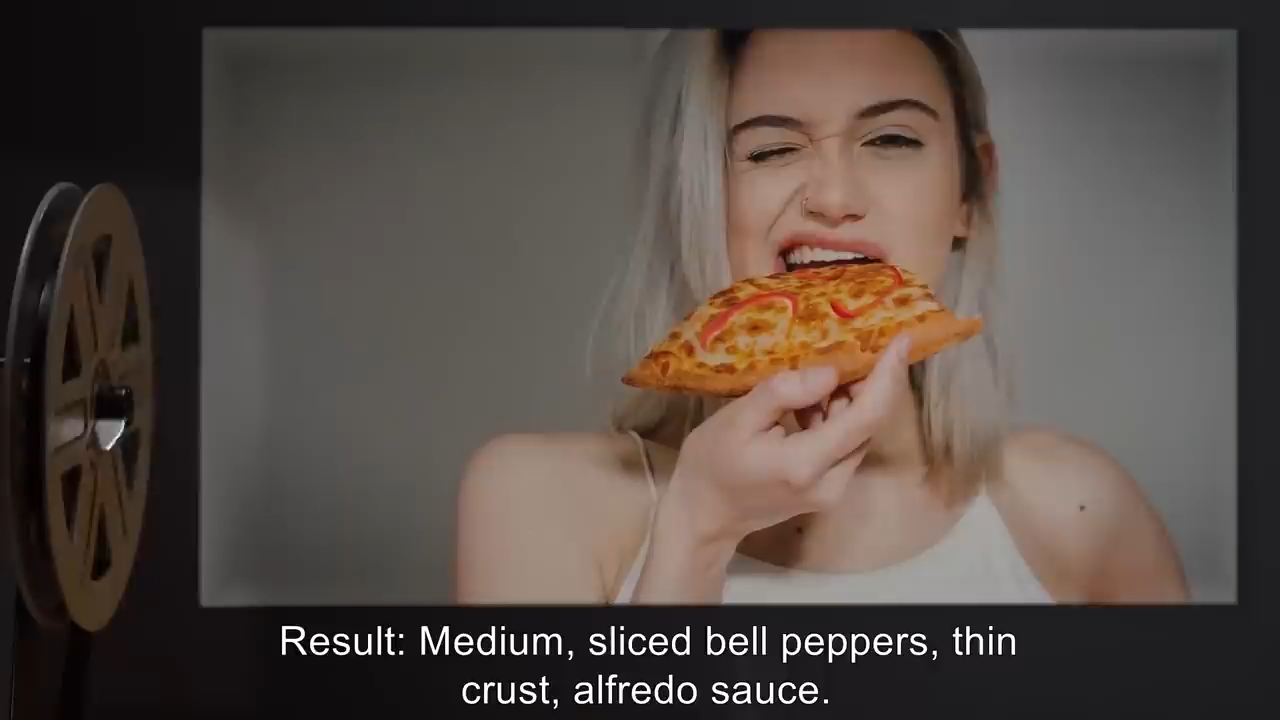 Result: Medium, sliced bell peppers, thin
crust, alfredo sauce.